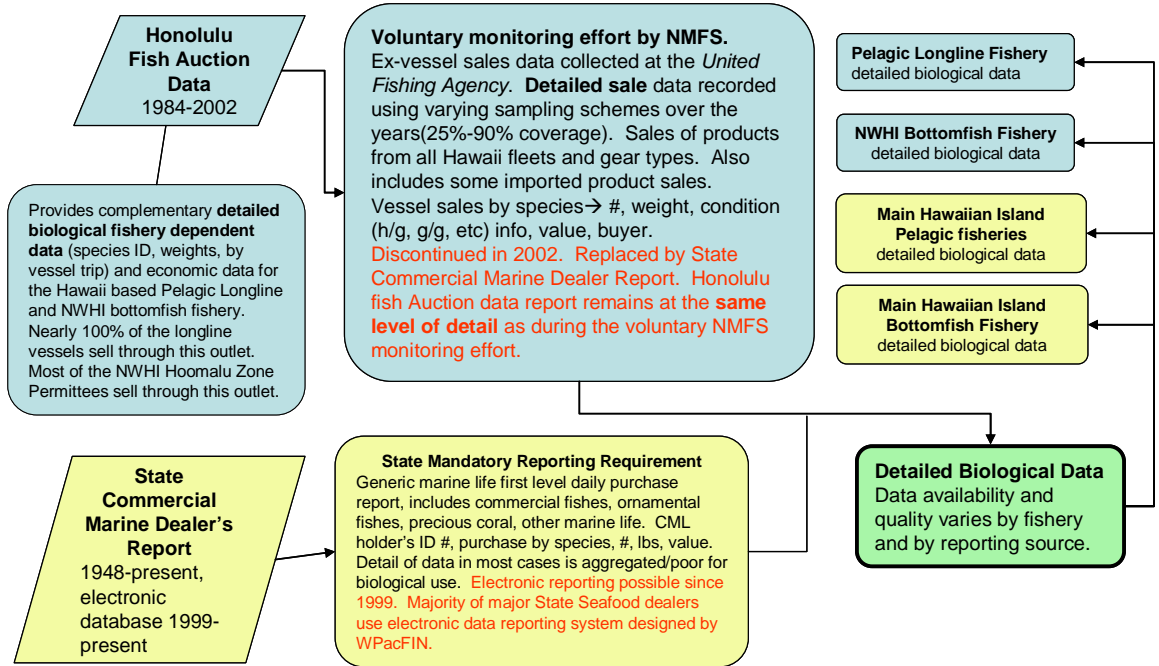 Honolulu
Fish Auction
Data
1984-2002
Provides complementary detailed
biological fishery dependent
data (species ID, weights, by
vessel trip) and economic data for
the Hawaii based Pelagic Longline
and NWHI bottomfish fishery.
Nearly 100% of the longline
vessels sell through this outlet.
Most of the NWHI Hoomalu Zone
Permittees sell through this outlet.
Voluntary monitoring effort by NMFS.
Ex-vessel sales data collected at the United
Fishing Agency.  Detailed sale data recorded
using varying sampling schemes over the
years(25%-90% coverage).  Sales of products
from all Hawaii fleets and gear types.  Also
includes some imported product sales.
Vessel sales by species→ #, weight, condition
(h/g, g/g, etc) info, value, buyer.
Discontinued in 2002.  Replaced by State
Commercial Marine Dealer Report.  Honolulu
fish Auction data report remains at the same
level of detail as during the voluntary NMFS
monitoring effort.
Pelagic Longline Fishery
detailed biological data
NWHI Bottomfish Fishery
detailed biological data
Main Hawaiian Island
Pelagic fisheries
detailed biological data
Main Hawaiian Island
Bottomfish Fishery
detailed biological data
State
Commercial
Marine Dealer's
Report
1948-present,
electronic
database 1999-
present
State Mandatory Reporting Requirement
Generic marine life first level daily purchase
report, includes commercial fishes, ornamental
fishes, precious coral, other marine life.  CML
holder's ID #, purchase by species, #, lbs, value.
Detail of data in most cases is aggregated/poor for
biological use.  Electronic reporting possible since
1999.  Majority of major State Seafood dealers
use electronic data reporting system designed by
WPacFIN.
Detailed Biological Data
Data availability and
quality varies by fishery
and by reporting source.